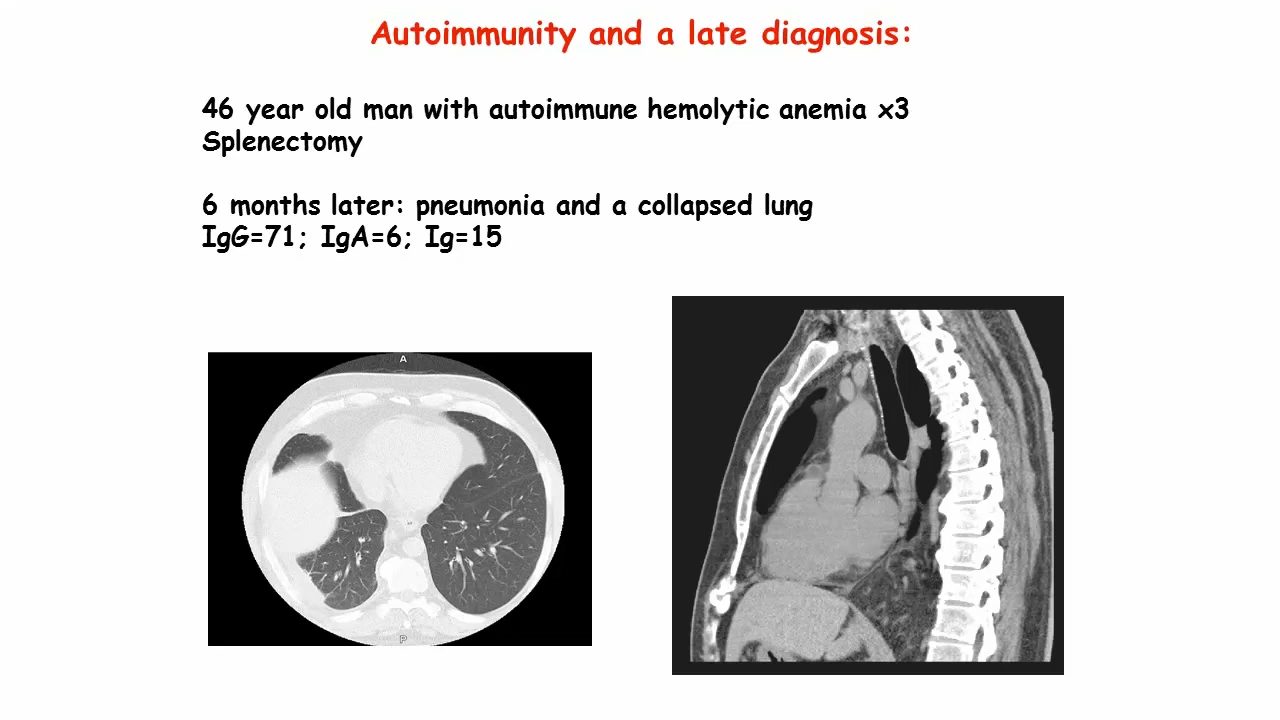 Autoimmunity and a late diagnosis:
46 year old man with autoimmune hemolytic anemia x3
Splenectomy
6 months later: pneumonia and a collapsed lung
IgG=71; IgA=6; Ig=15
A
P